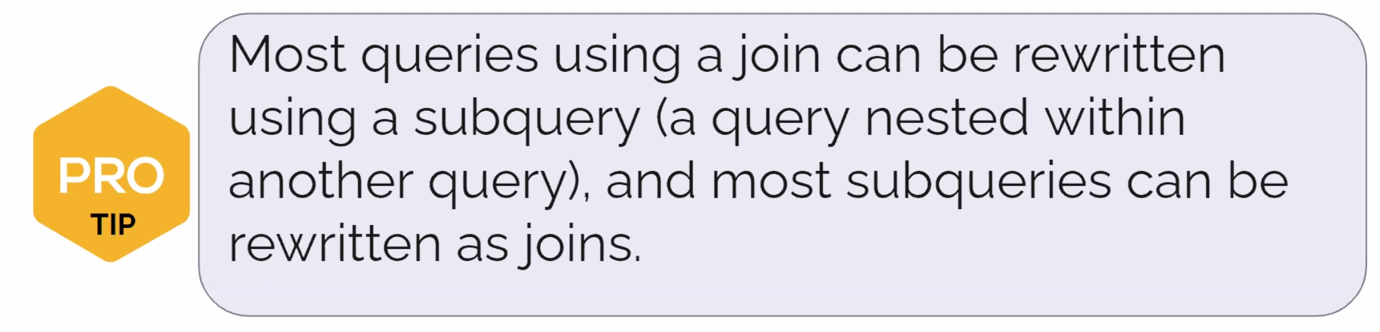 PRO
TIP
Most queries using a join can be rewritten
using a subquery (a query nested within
another query), and most subqueries can be
rewritten as joins.